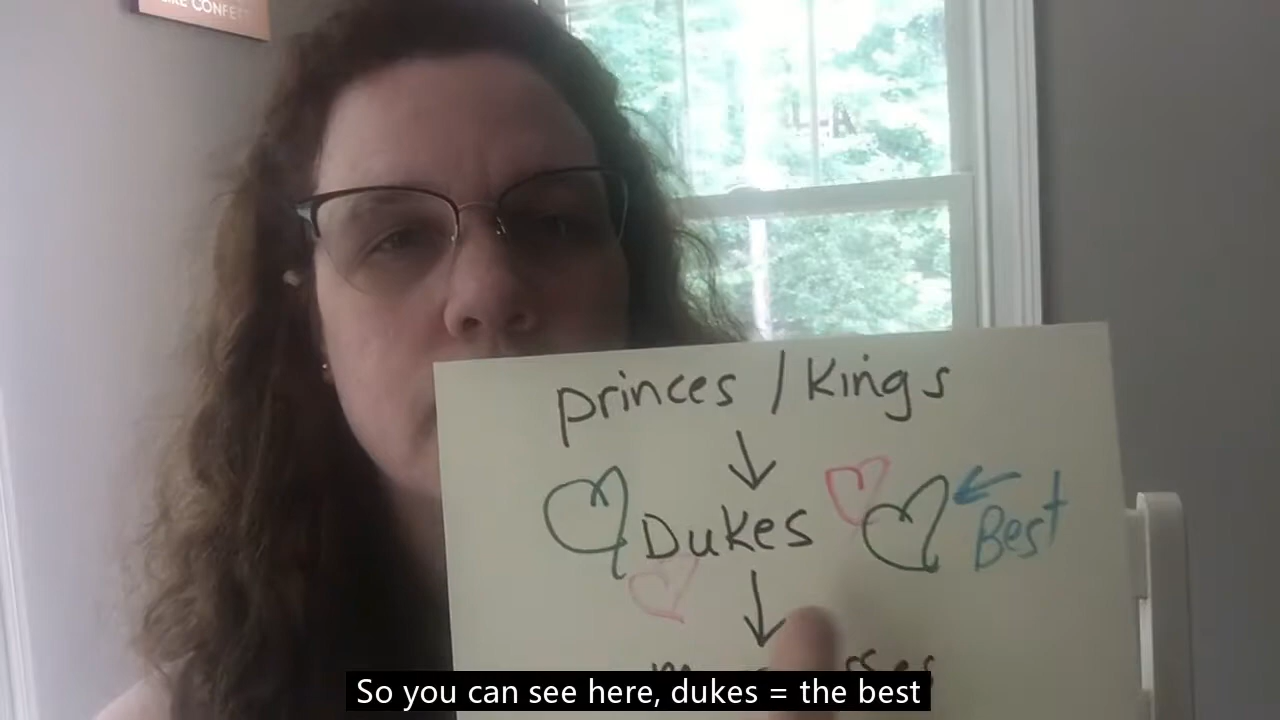 princes / Kings
Dukes
Best
So you can see here, dukes = the best